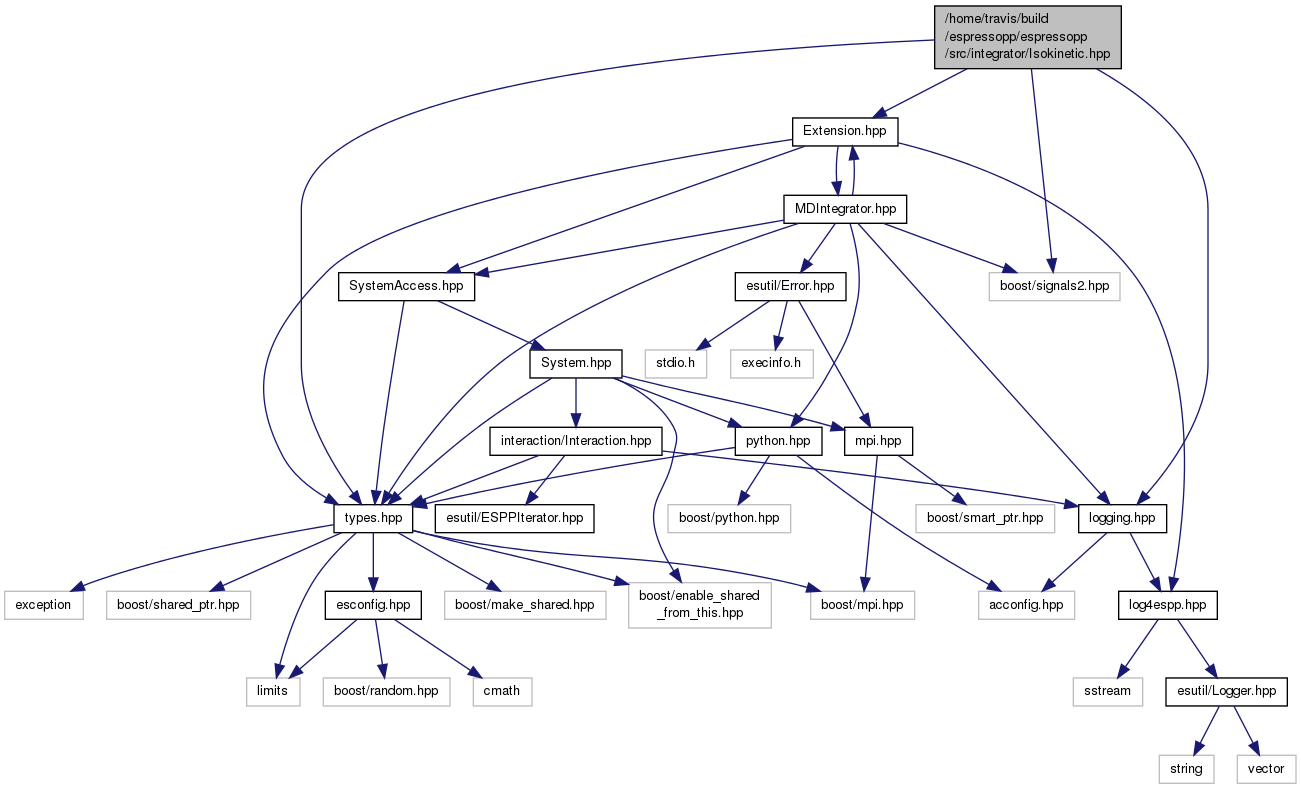 /home/travis/build
/espressopp/espressopp
/src/integrator/Isokinetic.hpp
Extension.hpp
MDIntegrator.hpp
SystemAccess.hpp
esutil/Error.hpp
boost/signals2.hpp
System.hpp
stdio.h
execinfo.h
interaction/Interaction.hpp
python.hpp
mpi.hpp
types.hpp
esutil/ESPPIterator.hpp
boost/python.hpp
boost/smart_ptr.hpp
logging.hpp
exception
boost/shared_ptr.hpp
esconfig.hpp
boost/make_shared.hpp
boost/enable_shared
_from_this.hpp
boost/mpi.hpp
acconfig.hpp
log4espp.hpp
limits
boost/random.hpp
cmath
sstream
esutil/Logger.hpp
string
vector